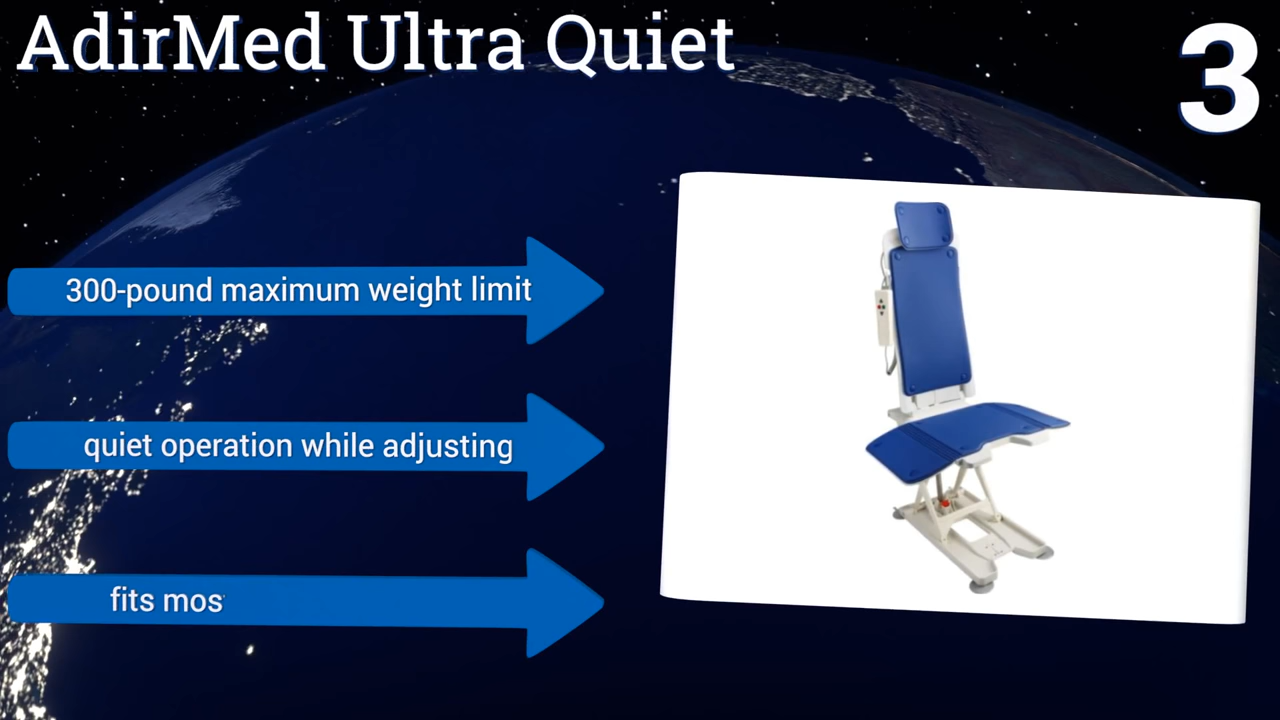 AdirMed Ultra Quiet
3
300-pound maximum weight limit
quiet operation while adjusting
fits mos